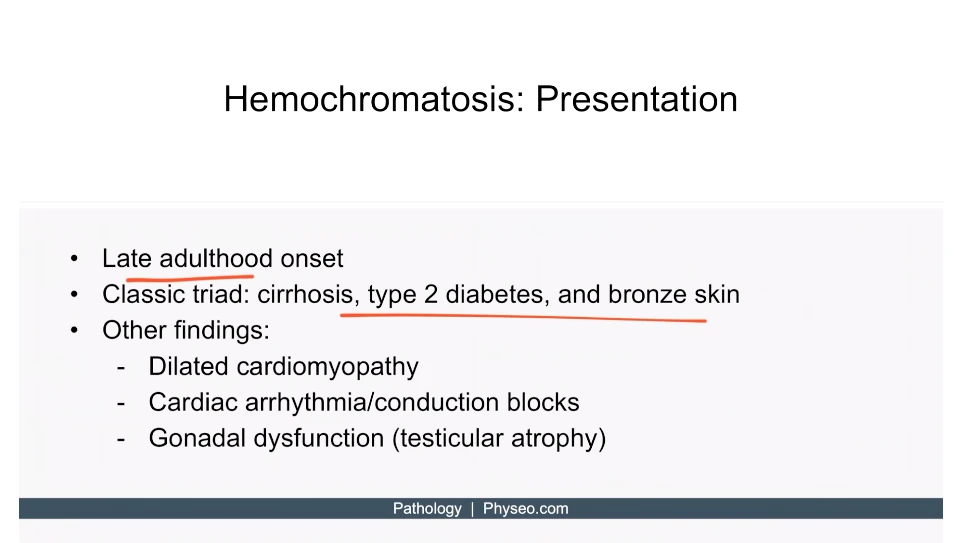 Hemochromatosis: Presentation
• Late adulthood onset
• Classic triad: cirrhosis, type 2 diabetes, and bronze skin
• Other findings:
- Dilated cardiomyopathy
- Cardiac arrhythmia/conduction blocks
- Gonadal dysfunction (testicular atrophy)
Pathology | Physeo.com